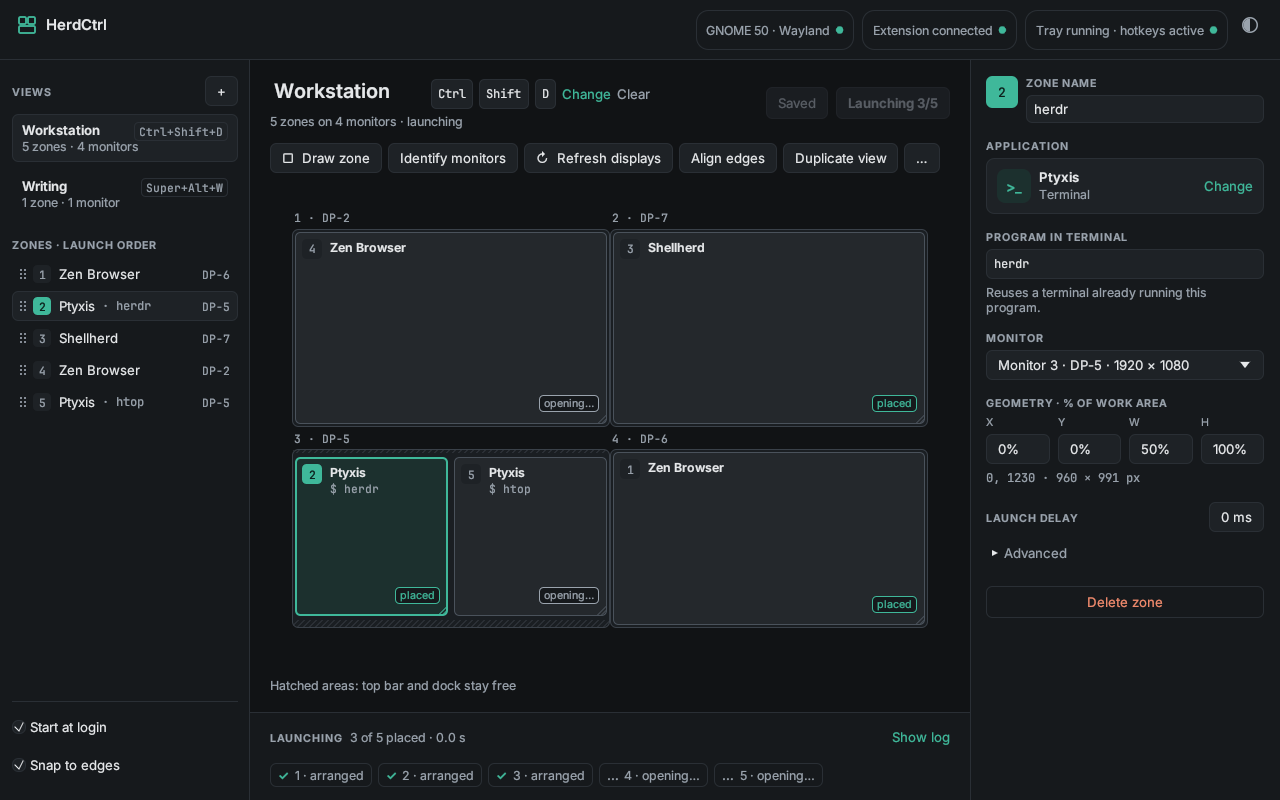 HerdCtrl
GNOME 50 · Wayland
Extension connected
Tray running · hotkeys active
VIEWS
+
Workstation
Ctrl+Shift+D
5 zones · 4 monitors
Writing
Super+Alt+W
1 zone · 1 monitor
ZONES · LAUNCH ORDER
1 Zen Browser DP-6
2 Ptyxis · herdr DP-5
3 Shellherd DP-7
4 Zen Browser DP-2
5 Ptyxis · htop DP-5
Start at login
Snap to edges
Workstation
Ctrl Shift D Change Clear
Saved
Launching 3/5
5 zones on 4 monitors · launching
Draw zone
Identify monitors
Refresh displays
Align edges
Duplicate view
...
1 · DP-2
4 Zen Browser
opening...
2 · DP-7
3 Shellherd
placed
3 · DP-5
2 Ptyxis
$ herdr
placed
5 Ptyxis
$ htop
opening...
4 · DP-6
1 Zen Browser
placed
Hatched areas: top bar and dock stay free
LAUNCHING 3 of 5 placed · 0.0 s
Show log
1 · arranged
2 · arranged
3 · arranged
... 4 · opening...
... 5 · opening...
2
ZONE NAME
herdr
APPLICATION
>_
Ptyxis
Terminal
Change
PROGRAM IN TERMINAL
herdr
Reuses a terminal already running this
program.
MONITOR
Monitor 3 · DP-5 · 1920 × 1080
GEOMETRY · % OF WORK AREA
X Y W H
0% 0% 50% 100%
0, 1230 · 960 × 991 px
LAUNCH DELAY
0 ms
Advanced
Delete zone